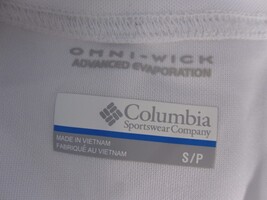 OMNI-WICK
ADVANCED EVAPORATION
Columbia
Sportswear Company
MADE IN VIETNAM
FABRIQUÉ AU VIETNAM
S/P